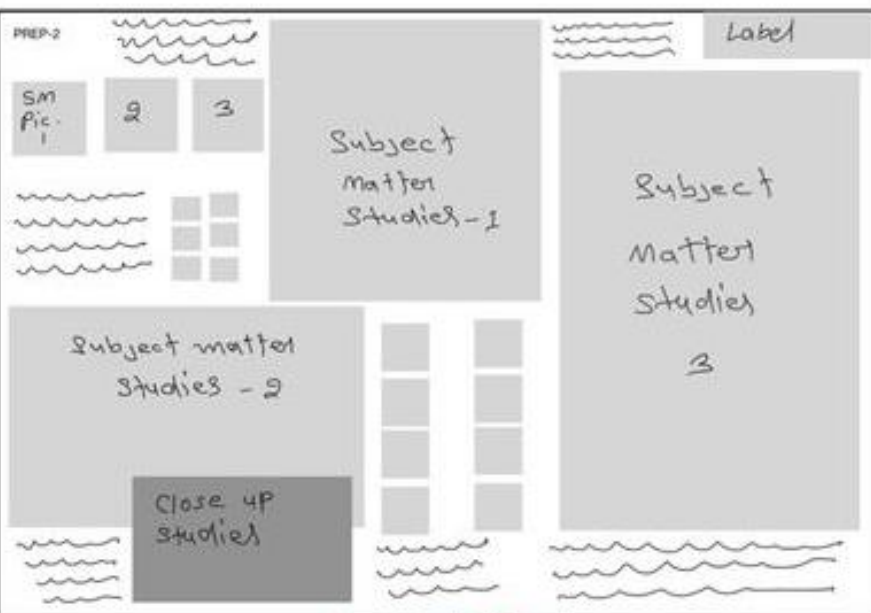 PREP-2
Label
SM
Pic.
1
2
3
Subject
matter
Studies-1
Subject
Matter
Studies
3
Subject matter
Studies - 2
Close up
Studies